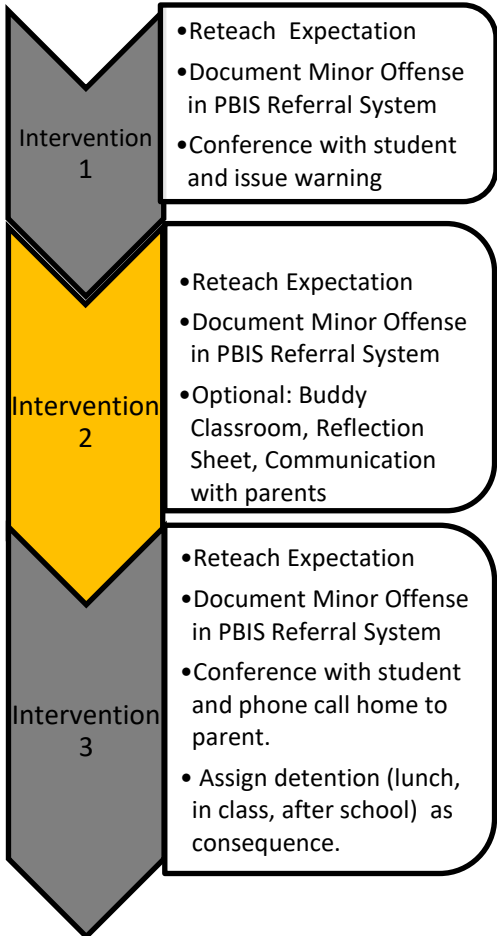 Intervention
1
•Reteach Expectation
•Document Minor Offense
in PBIS Referral System
•Conference with student
and issue warning
Intervention
2
•Reteach Expectation
•Document Minor Offense
in PBIS Referral System
•Optional: Buddy
Classroom, Reflection
Sheet, Communication
with parents
Intervention
3
•Reteach Expectation
•Document Minor Offense
in PBIS Referral System
•Conference with student
and phone call home to
parent.
• Assign detention (lunch,
in class, after school) as
consequence.